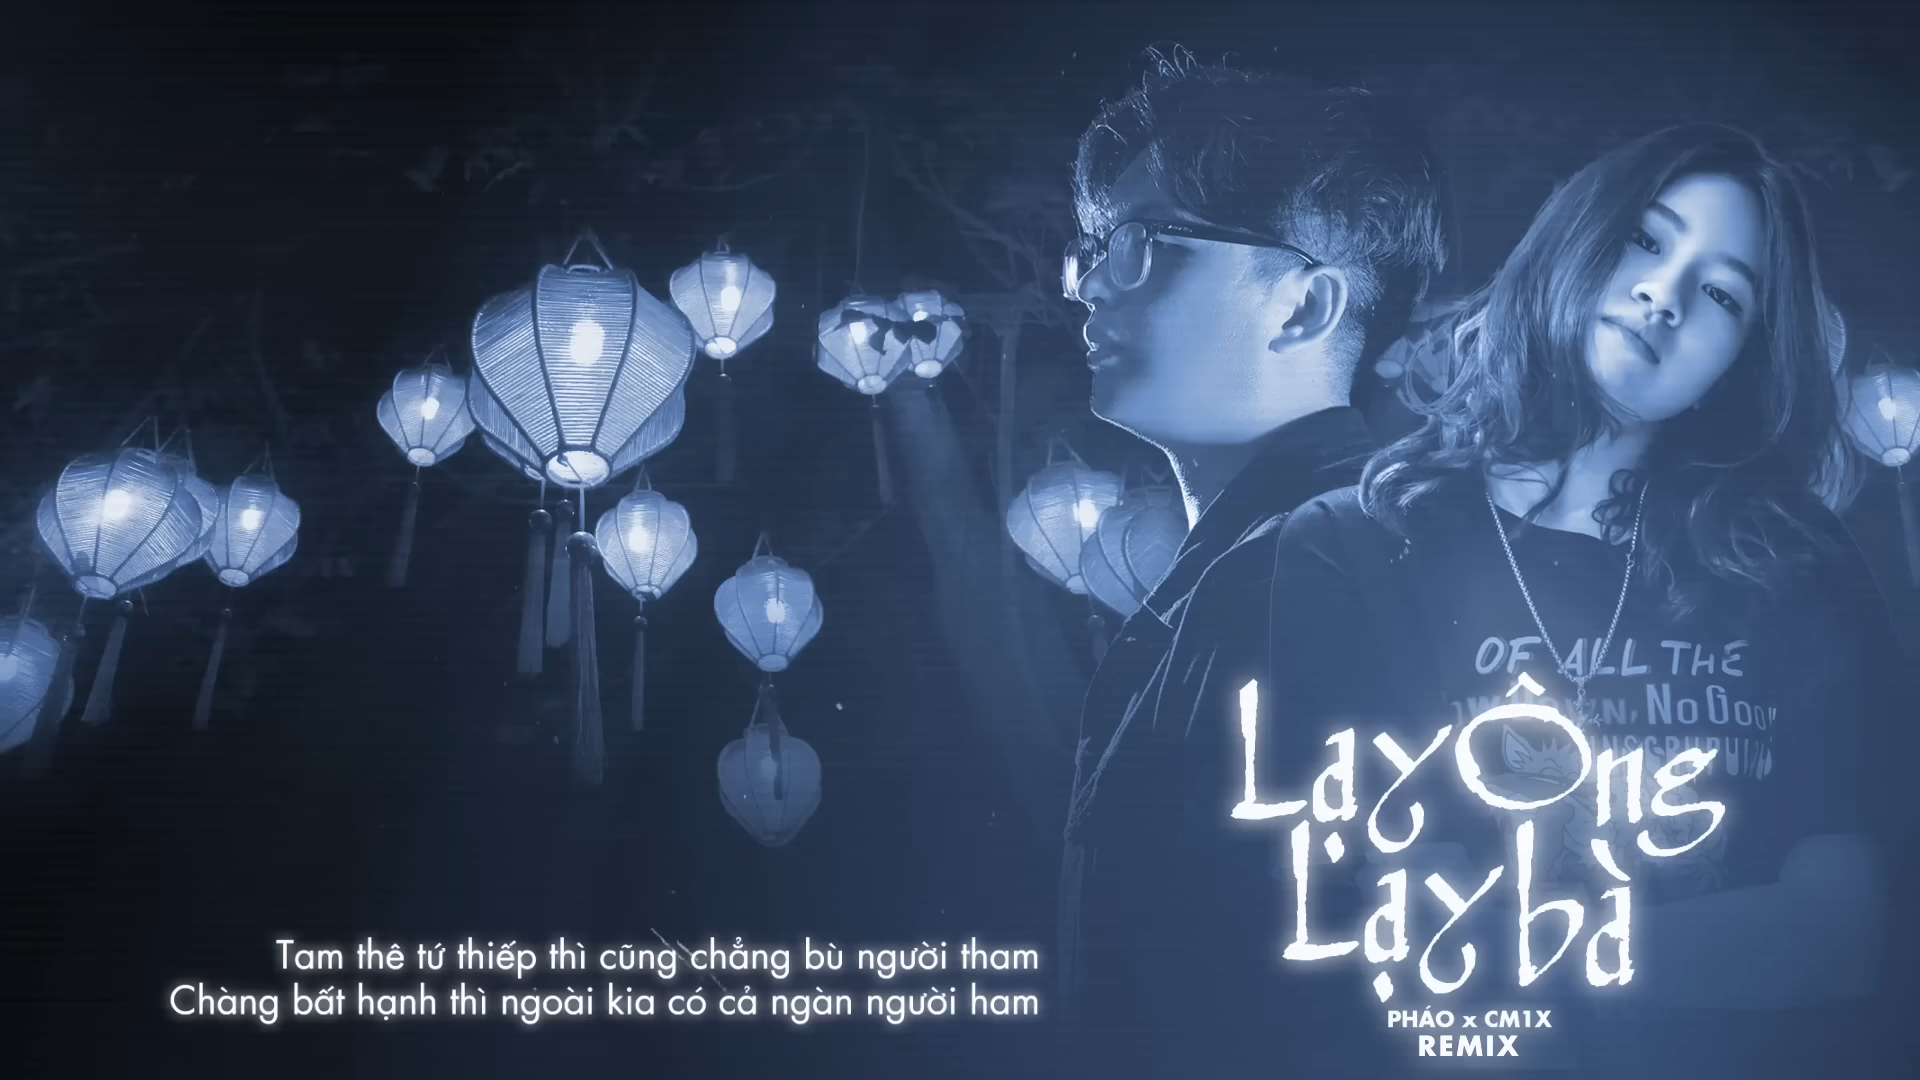 OF ALL THE
NO GOOD
Lạy Ông
Lạy bà
Tam thê tứ thiếp thì cũng chẳng bù người tham
Chàng bất hạnh thì ngoài kia có cả ngàn người ham
PHÁO x CM1X
REMIX